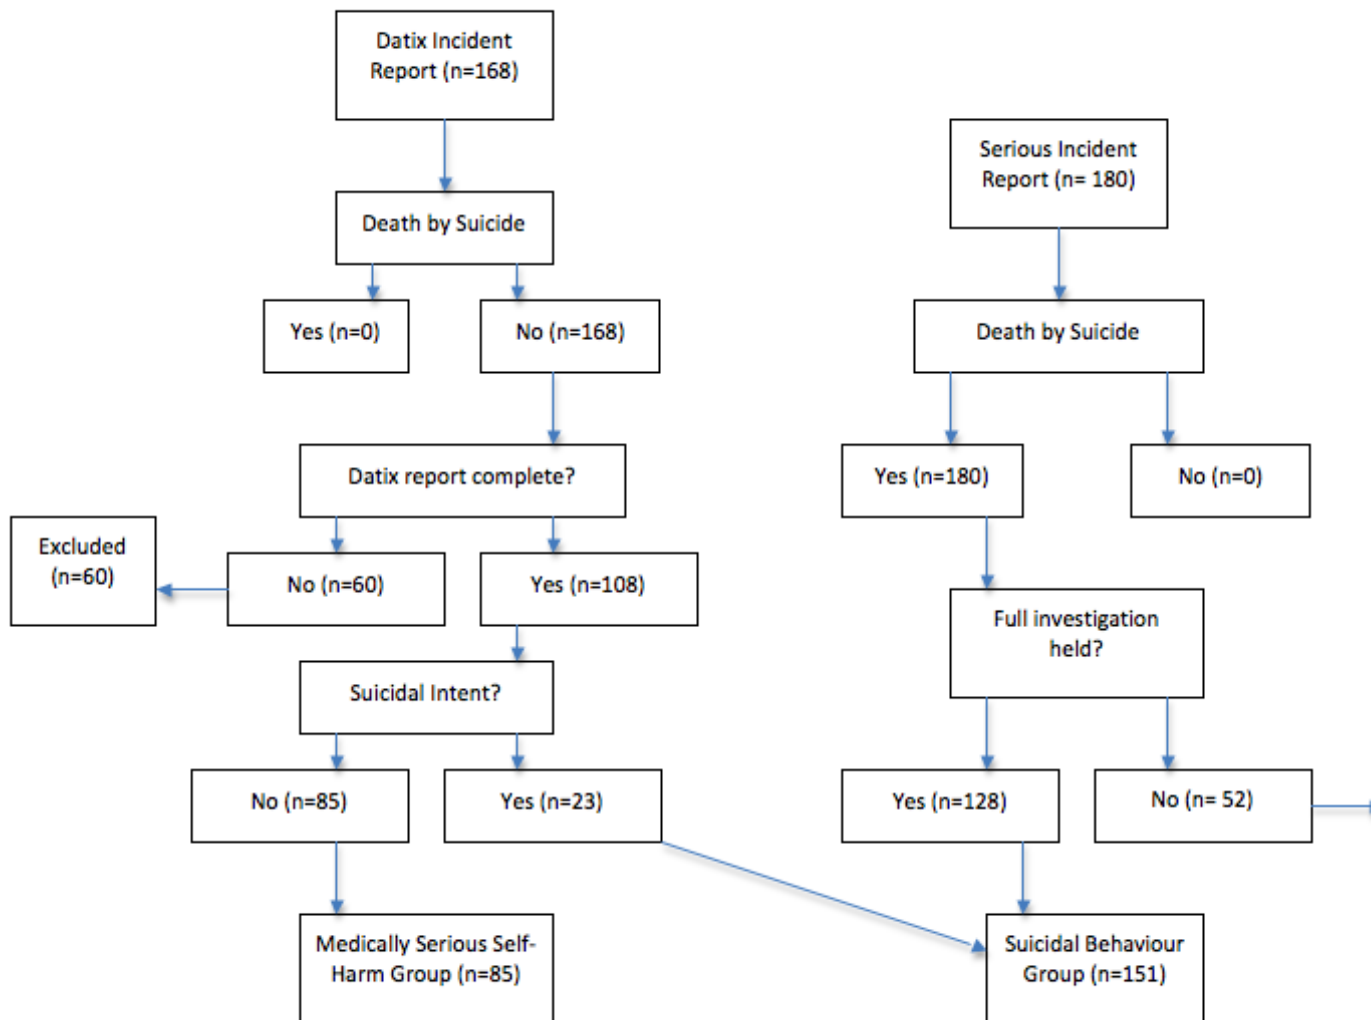 Datix Incident
Report (n=168)
Death by Suicide
Yes (n=0)
No (n=168)
Datix report complete?
Excluded
(n=60)
No (n=60)
Yes (n=108)
Suicidal Intent?
No (n=85)
Yes (n=23)
Medically Serious Self-
Harm Group (n=85)
Serious Incident
Report (n= 180)
Death by Suicide
Yes (n=180)
No (n=0)
Full investigation
held?
Yes (n=128)
No (n= 52)
Suicidal Behaviour
Group (n=151)